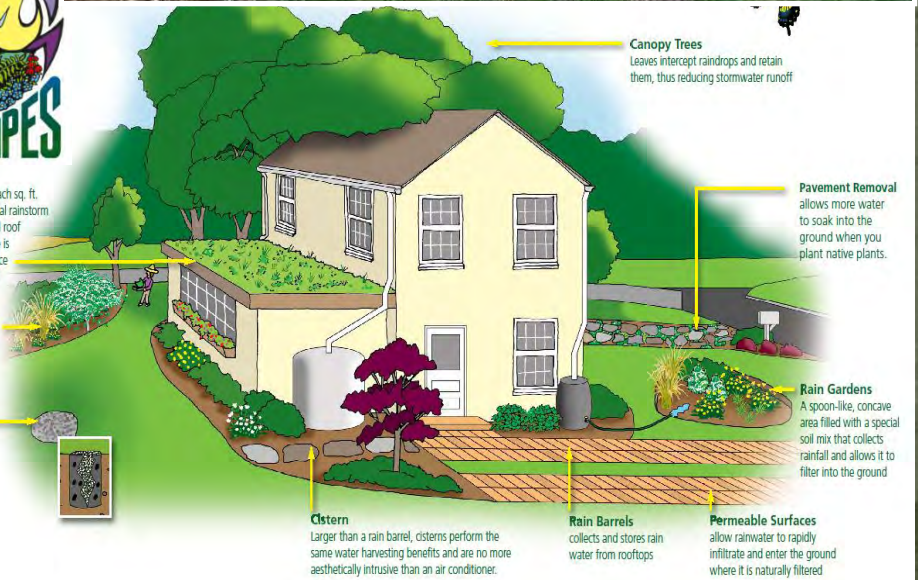 Canopy Trees
Leaves intercept raindrops and retain
them, thus reducing stormwater runoff
APES
ach sq. ft.
al rainstorm
roof
is
ce
Pavement Removal
allows more water
to soak into the
ground when you
plant native plants.
Rain Gardens
A spoon-like, concave
area filled with a special
soil mix that collects
rainfall and allows it to
filter into the ground
Cistern
Larger than a rain barrel, cisterns perform the
same water harvesting benefits and are no more
aesthetically intrusive than an air conditioner.
Rain Barrels
collects and stores rain
water from rooftops
Permeable Surfaces
allow rainwater to rapidly
infiltrate and enter the ground
where it is naturally filtered